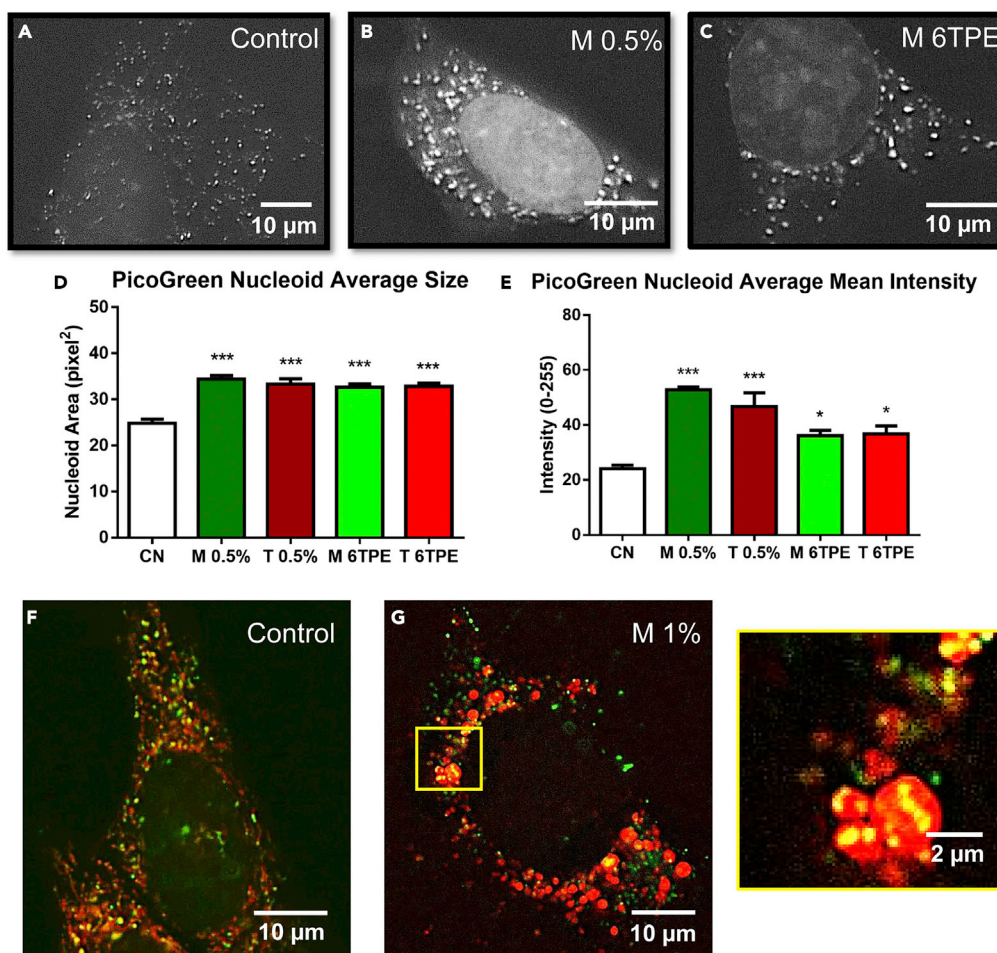 A
Control
10 µm
B
M 0.5%
10 µm
C
M 6TPE
10 µm
D
PicoGreen Nucleoid Average Size
Nucleoid Area (pixel²)
50
40
30
20
10
0
***
***
***
***
CN
M 0.5%
T 0.5%
M 6TPE
T 6TPE
E
PicoGreen Nucleoid Average Mean Intensity
Intensity (0-255)
80
60
40
20
0
***
***
*
*
CN
M 0.5%
T 0.5%
M 6TPE
T 6TPE
F
Control
10 µm
G
M 1%
10 µm
2 µm